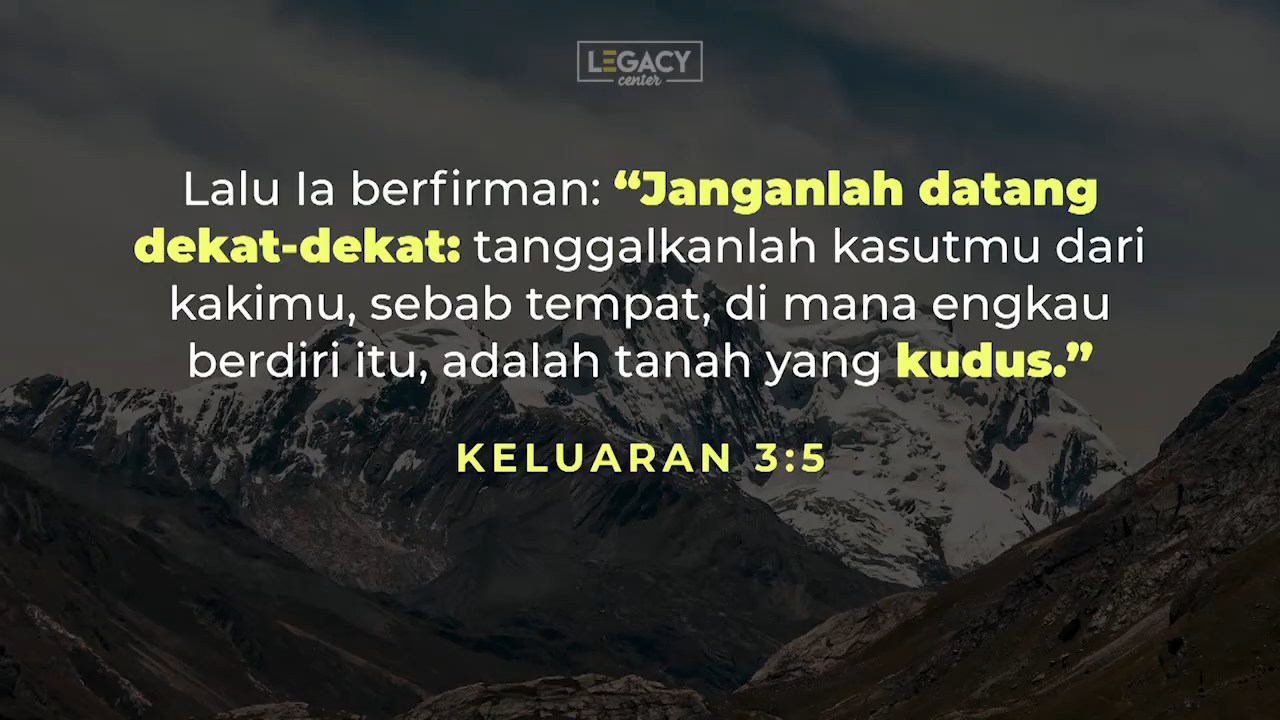 LEGACY
center
Lalu Ia berfirman: “Janganlah datang
dekat-dekat: tanggalkanlah kasutmu dari
kakimu, sebab tempat, di mana engkau
berdiri itu, adalah tanah yang kudus.”
KELUARAN 3:5